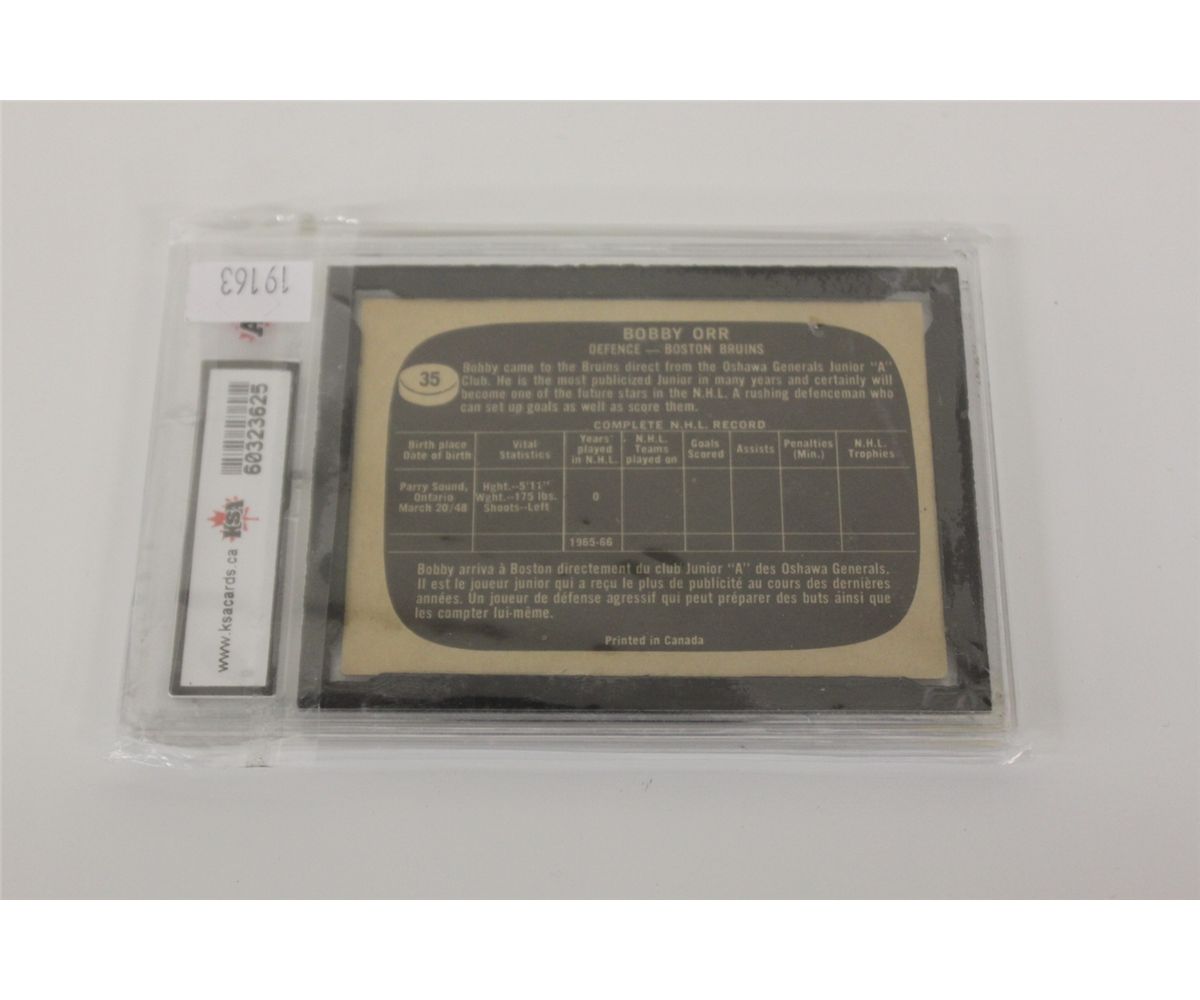 19163
KSA
60323625
www.ksacards.ca
BOBBY ORR
DEFENCE — BOSTON BRUINS
35
Bobby came to the Bruins direct from the Oshawa Generals Junior "A"
Club. He is the most publicized Junior in many years and certainly will
become one of the future stars in the N.H.L. A rushing defenceman who
can set up goals as well as score them.
COMPLETE N.H.L. RECORD
Birth place
Date of birth
Vital
Statistics
Years'
played
in N.H.L.
N.H.L.
Teams
played on
Goals
Scored
Assists
Penalties
(Min.)
N.H.L.
Trophies
Parry Sound,
Ontario
March 20/48
Hght.--5'11"
Wght.--175 lbs.
Shoots--Left
0
1965-66
Bobby arriva à Boston directement du club Junior "A" des Oshawa Generals.
Il est le joueur junior qui a reçu le plus de publicité au cours des dernières
années. Un joueur de défense agressif qui peut préparer des buts ainsi que
les compter lui-même.
Printed in Canada